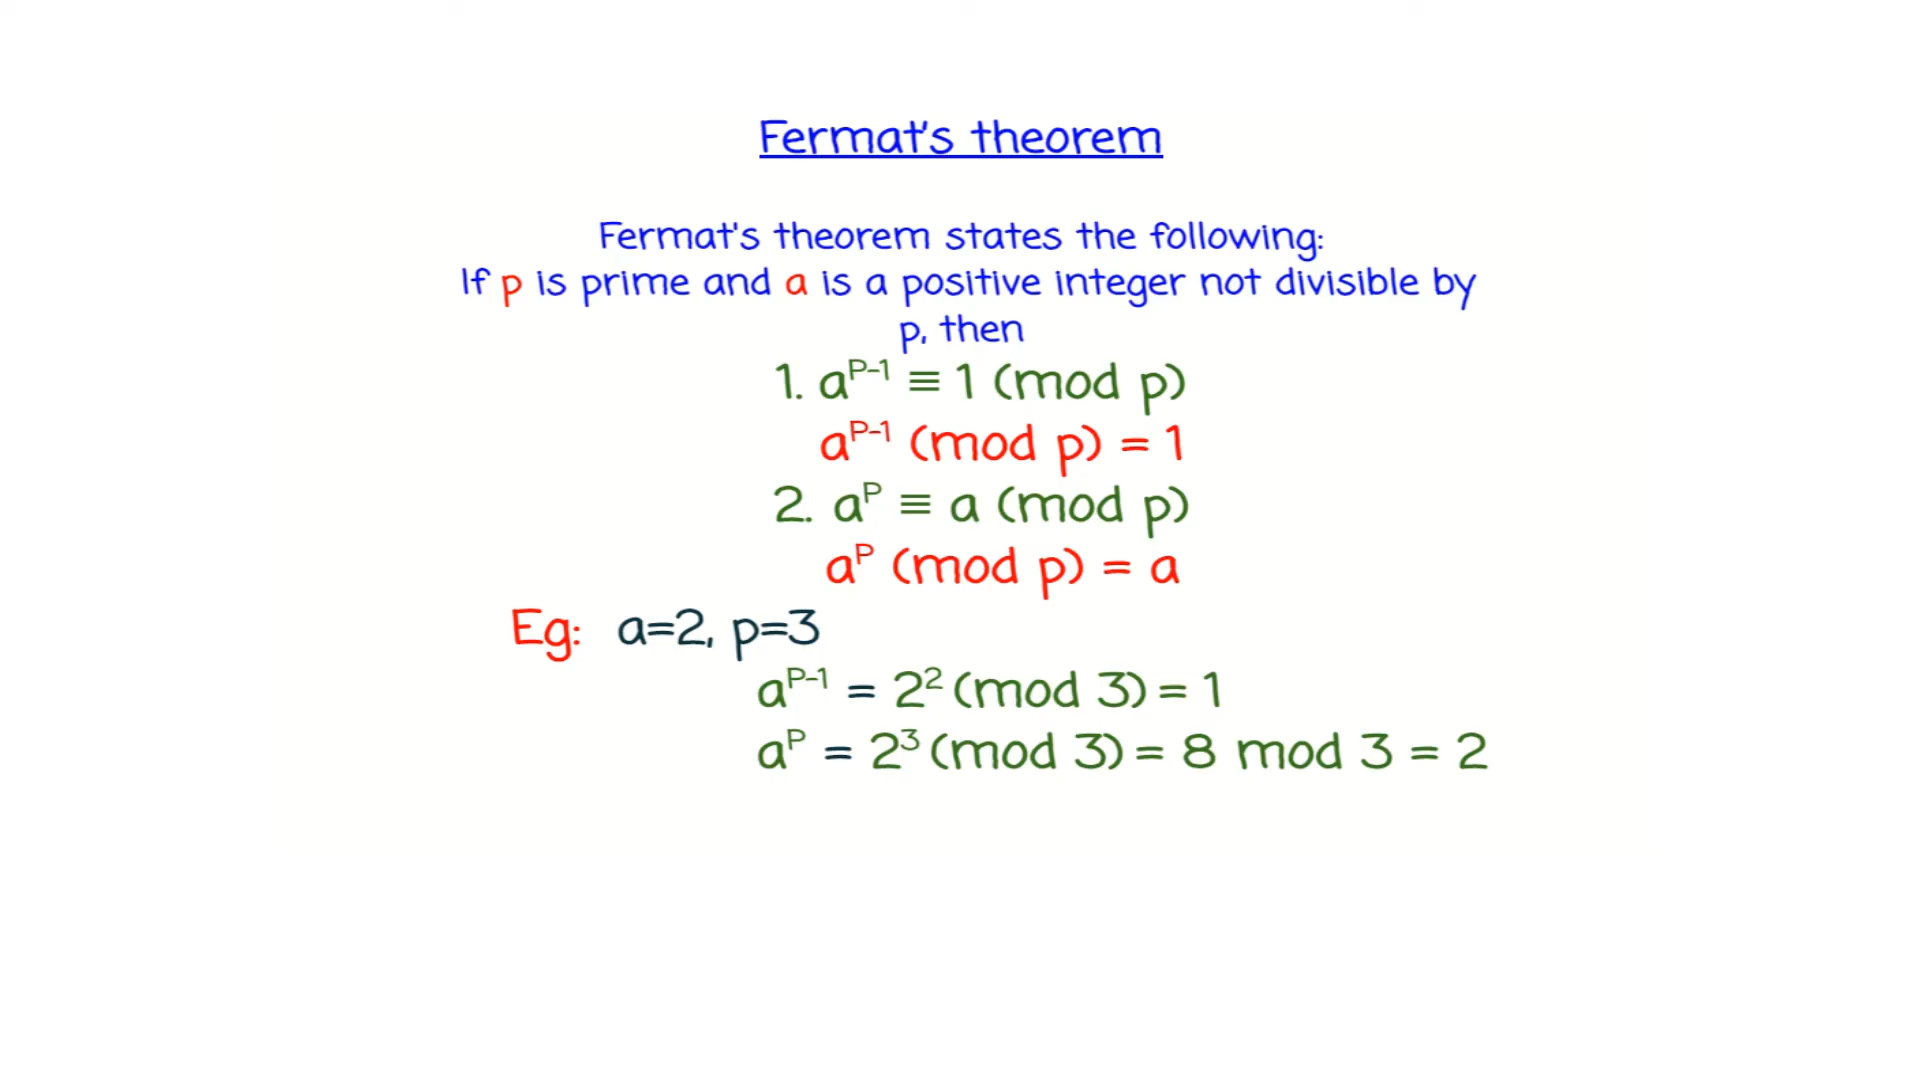 Fermat's theorem
Fermat's theorem states the following:
If p is prime and a is a positive integer not divisible by
p, then
1. a^{P-1} ≡ 1 (mod p)
a^{P-1} (mod p) = 1
2. a^P ≡ a (mod p)
a^P (mod p) = a
Eg: a=2, p=3
a^{P-1} = 2^2 (mod 3) = 1
a^P = 2^3 (mod 3) = 8 mod 3 = 2